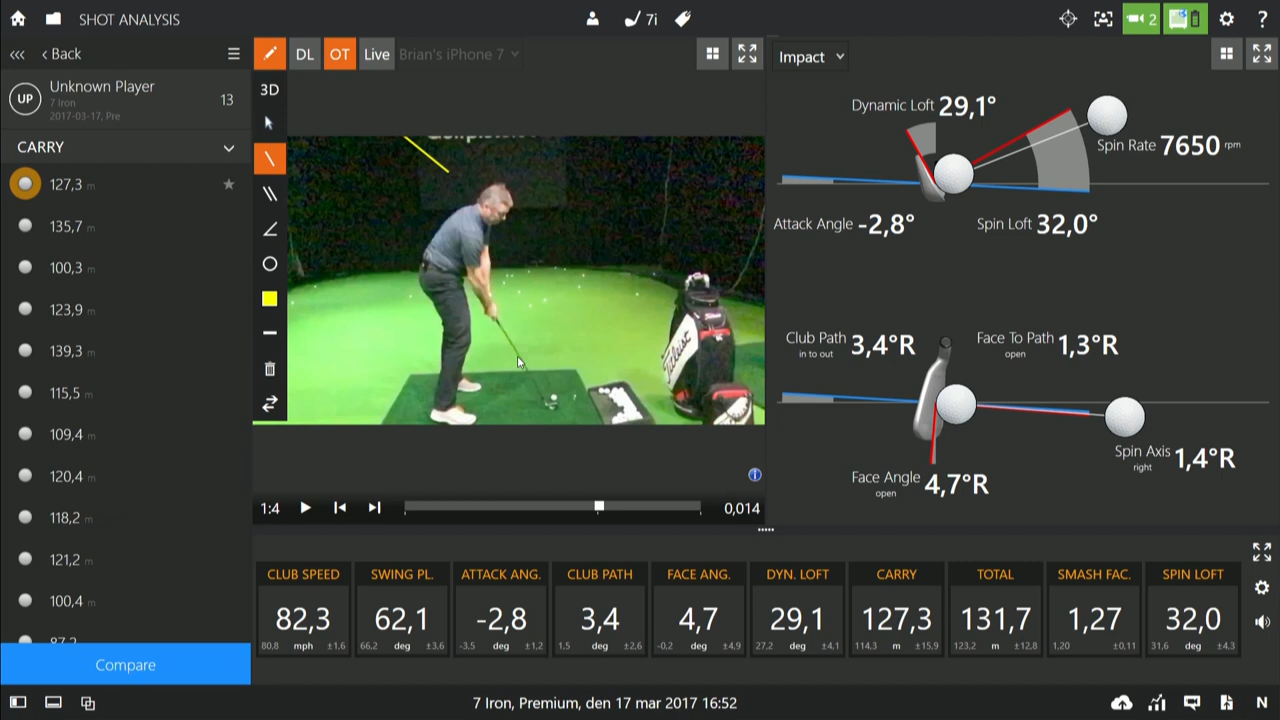 SHOT ANALYSIS
7i
2
?
Back
Unknown Player
UP
7 Iron
2017-03-17, Pre
13
CARRY
127,3 m
135,7 m
100,3 m
123,9 m
139,3 m
115,5 m
109,4 m
120,4 m
118,2 m
121,2 m
100,4 m
87,2
Compare
DL
OT
Live
Brian's iPhone 7
3D
Titleist
1:4
0,014
Impact
Dynamic Loft 29,1°
Spin Rate 7650 rpm
Attack Angle -2,8°
Spin Loft 32,0°
Club Path 3,4°R
in to out
Face To Path 1,3°R
open
Spin Axis 1,4°R
right
Face Angle 4,7°R
open
CLUB SPEED
82,3
80,8 mph ±1,6
SWING PL.
62,1
66,2 deg ±3,6
ATTACK ANG.
-2,8
-3,5 deg ±1,2
CLUB PATH
3,4
1,5 deg ±2,6
FACE ANG.
4,7
-0,2 deg ±4,9
DYN. LOFT
29,1
27,2 deg ±4,1
CARRY
127,3
114,3 m ±15,9
TOTAL
131,7
123,2 m ±12,8
SMASH FAC.
1,27
1,20 ±0,11
SPIN LOFT
32,0
31,6 deg ±4,3
7 Iron, Premium, den 17 mar 2017 16:52
N